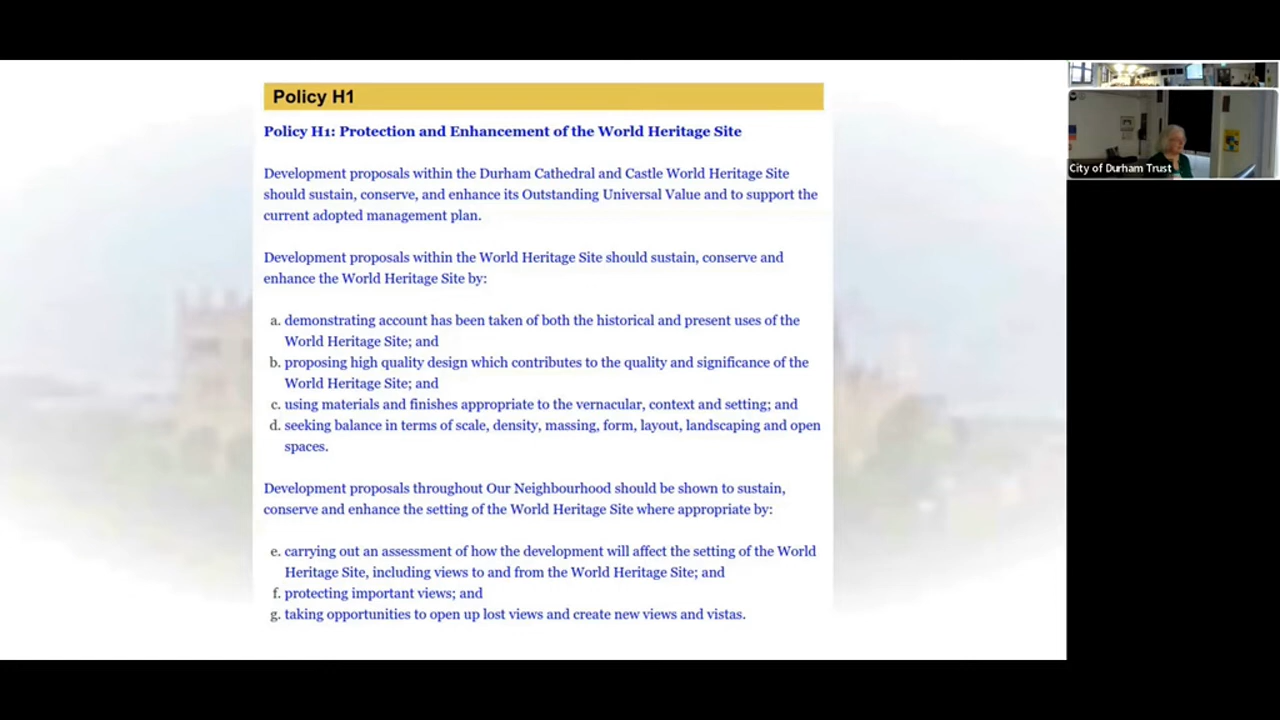 Policy H1
Policy H1: Protection and Enhancement of the World Heritage Site
Development proposals within the Durham Cathedral and Castle World Heritage Site
should sustain, conserve, and enhance its Outstanding Universal Value and to support the
current adopted management plan.
Development proposals within the World Heritage Site should sustain, conserve and
enhance the World Heritage Site by:
a. demonstrating account has been taken of both the historical and present uses of the
World Heritage Site; and
b. proposing high quality design which contributes to the quality and significance of the
World Heritage Site; and
c. using materials and finishes appropriate to the vernacular, context and setting; and
d. seeking balance in terms of scale, density, massing, form, layout, landscaping and open
spaces.
Development proposals throughout Our Neighbourhood should be shown to sustain,
conserve and enhance the setting of the World Heritage Site where appropriate by:
e. carrying out an assessment of how the development will affect the setting of the World
Heritage Site, including views to and from the World Heritage Site; and
f. protecting important views; and
g. taking opportunities to open up lost views and create new views and vistas.
City of Durham Trust